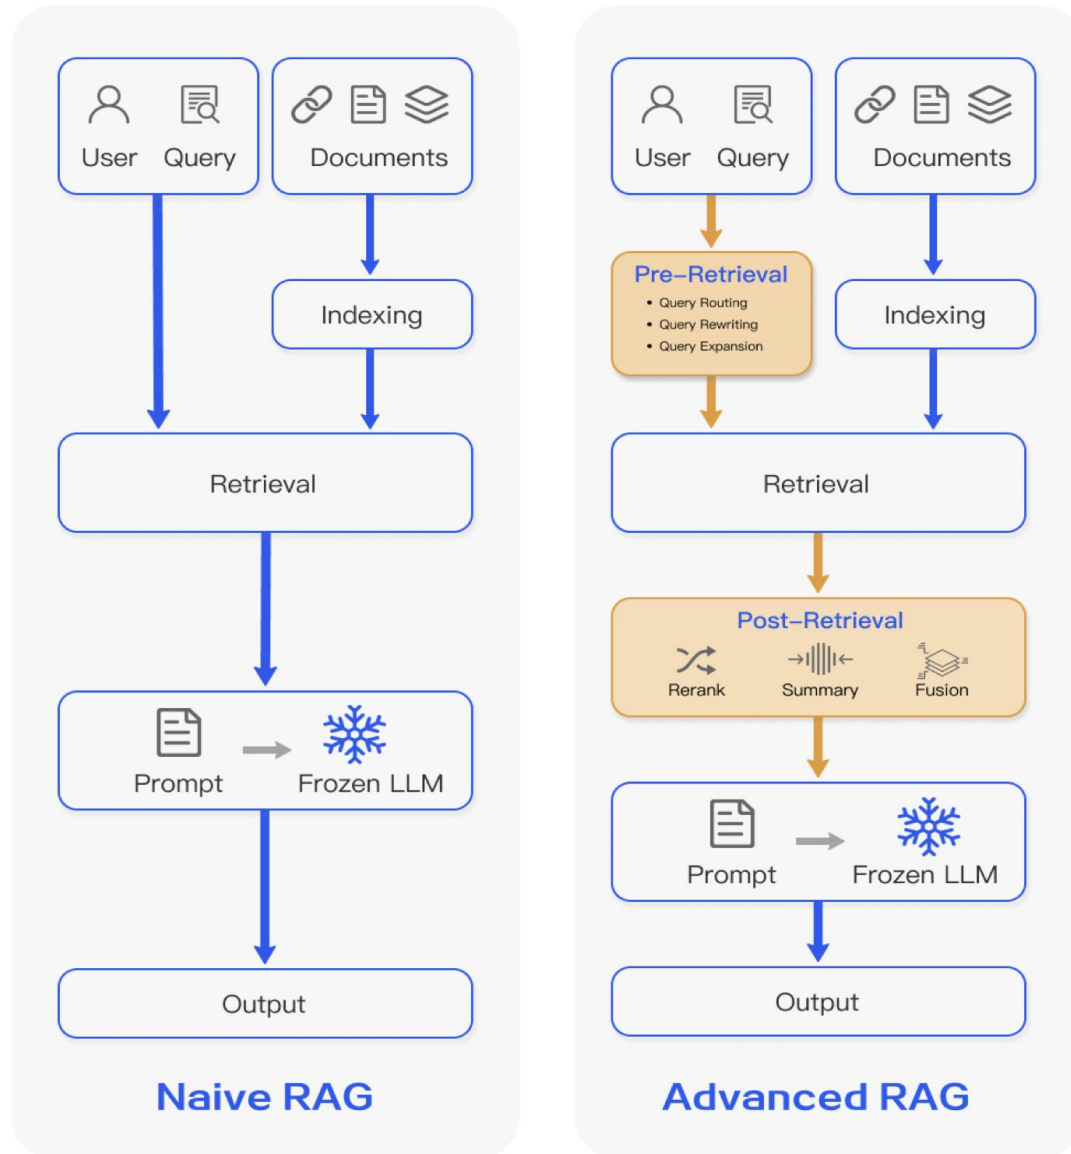 User Query
Documents
Indexing
Retrieval
Prompt
Frozen LLM
Output
Naive RAG
User Query
Documents
Pre-Retrieval
• Query Routing
• Query Rewriting
• Query Expansion
Indexing
Retrieval
Post-Retrieval
Rerank
Summary
Fusion
Prompt
Frozen LLM
Output
Advanced RAG